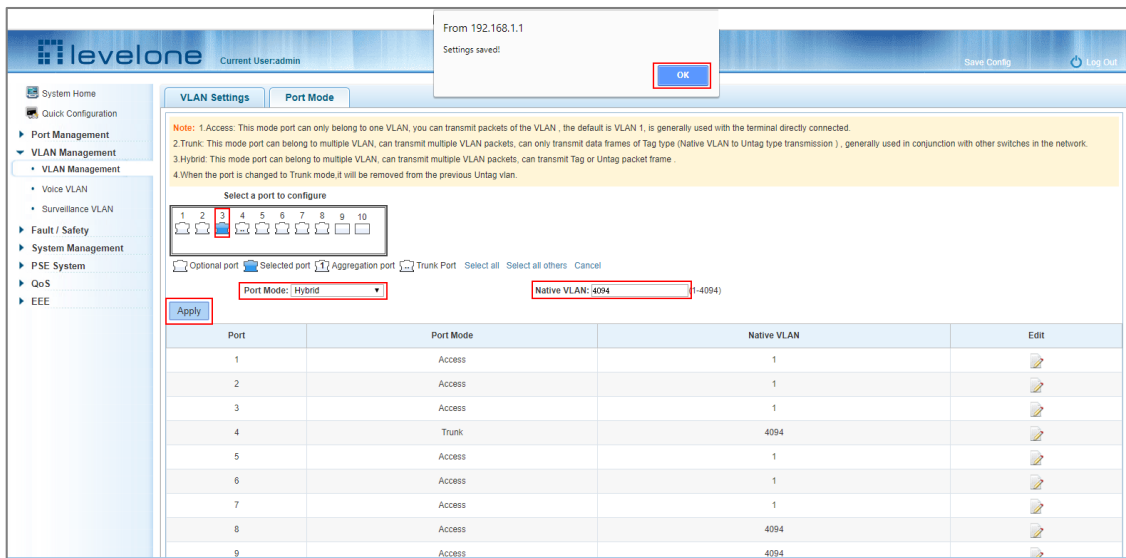 From 192.168.1.1
Settings saved!
OK
levelone
Current User:admin
Save Config
Log Out
System Home
Quick Configuration
Port Management
VLAN Management
VLAN Management
Voice VLAN
Surveillance VLAN
Fault / Safety
System Management
PSE System
QoS
EEE
VLAN Settings Port Mode
Note: 1.Access: This mode port can only belong to one VLAN, you can transmit packets of the VLAN , the default is VLAN 1, is generally used with the terminal directly connected.
2.Trunk: This mode port can belong to multiple VLAN, can transmit multiple VLAN packets, can only transmit data frames of Tag type (Native VLAN to Untag type transmission ) , generally used in conjunction with other switches in the network.
3.Hybrid: This mode port can belong to multiple VLAN, can transmit multiple VLAN packets, can transmit Tag or Untag packet frame .
4.When the port is changed to Trunk mode,it will be removed from the previous Untag vlan.
Select a port to configure
1 2 3 4 5 6 7 8 9 10
Optional port Selected port 1 Aggregation port Trunk Port Select all Select all others Cancel
Port Mode: Hybrid Native VLAN: 4094 (1-4094)
Apply
Port Port Mode Native VLAN Edit
1 Access 1
2 Access 1
3 Access 1
4 Trunk 4094
5 Access 1
6 Access 1
7 Access 1
8 Access 4094
9 Access 4094